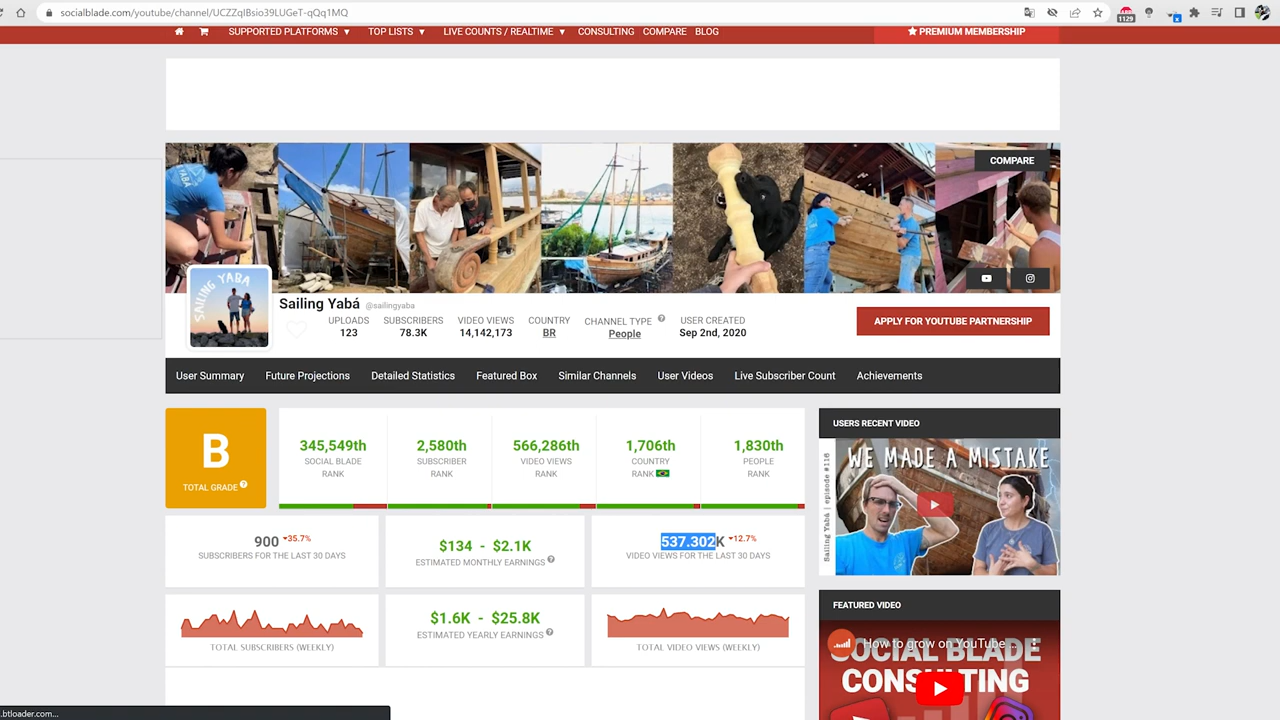 socialblade.com/youtube/channel/UCZZqIBsio39LUGeT-qQq1MQ
1129
SUPPORTED PLATFORMS ▼ TOP LISTS ▼ LIVE COUNTS / REALTIME ▼ CONSULTING COMPARE BLOG
PREMIUM MEMBERSHIP
COMPARE
YABÁ
SAILING YABÁ
Sailing Yabá @sailingyaba
UPLOADS SUBSCRIBERS VIDEO VIEWS COUNTRY CHANNEL TYPE ? USER CREATED
123 78.3K 14,142,173 BR People Sep 2nd, 2020
APPLY FOR YOUTUBE PARTNERSHIP
User Summary Future Projections Detailed Statistics Featured Box Similar Channels User Videos Live Subscriber Count Achievements
B
TOTAL GRADE ?
345,549th 2,580th 566,286th 1,706th 1,830th
SOCIAL BLADE SUBSCRIBER VIDEO VIEWS COUNTRY PEOPLE
RANK RANK RANK RANK RANK
900 35.7%
SUBSCRIBERS FOR THE LAST 30 DAYS
$134 - $2.1K
ESTIMATED MONTHLY EARNINGS ?
537.302K 12.7%
VIDEO VIEWS FOR THE LAST 30 DAYS
TOTAL SUBSCRIBERS (WEEKLY)
$1.6K - $25.8K
ESTIMATED YEARLY EARNINGS ?
TOTAL VIDEO VIEWS (WEEKLY)
USERS RECENT VIDEO
WE MADE A MISTAKE
Sailing Yabá | episode #116
FEATURED VIDEO
How to grow on YouTube ...
SOCIAL BLADE
CONSULTING
.btloader.com...